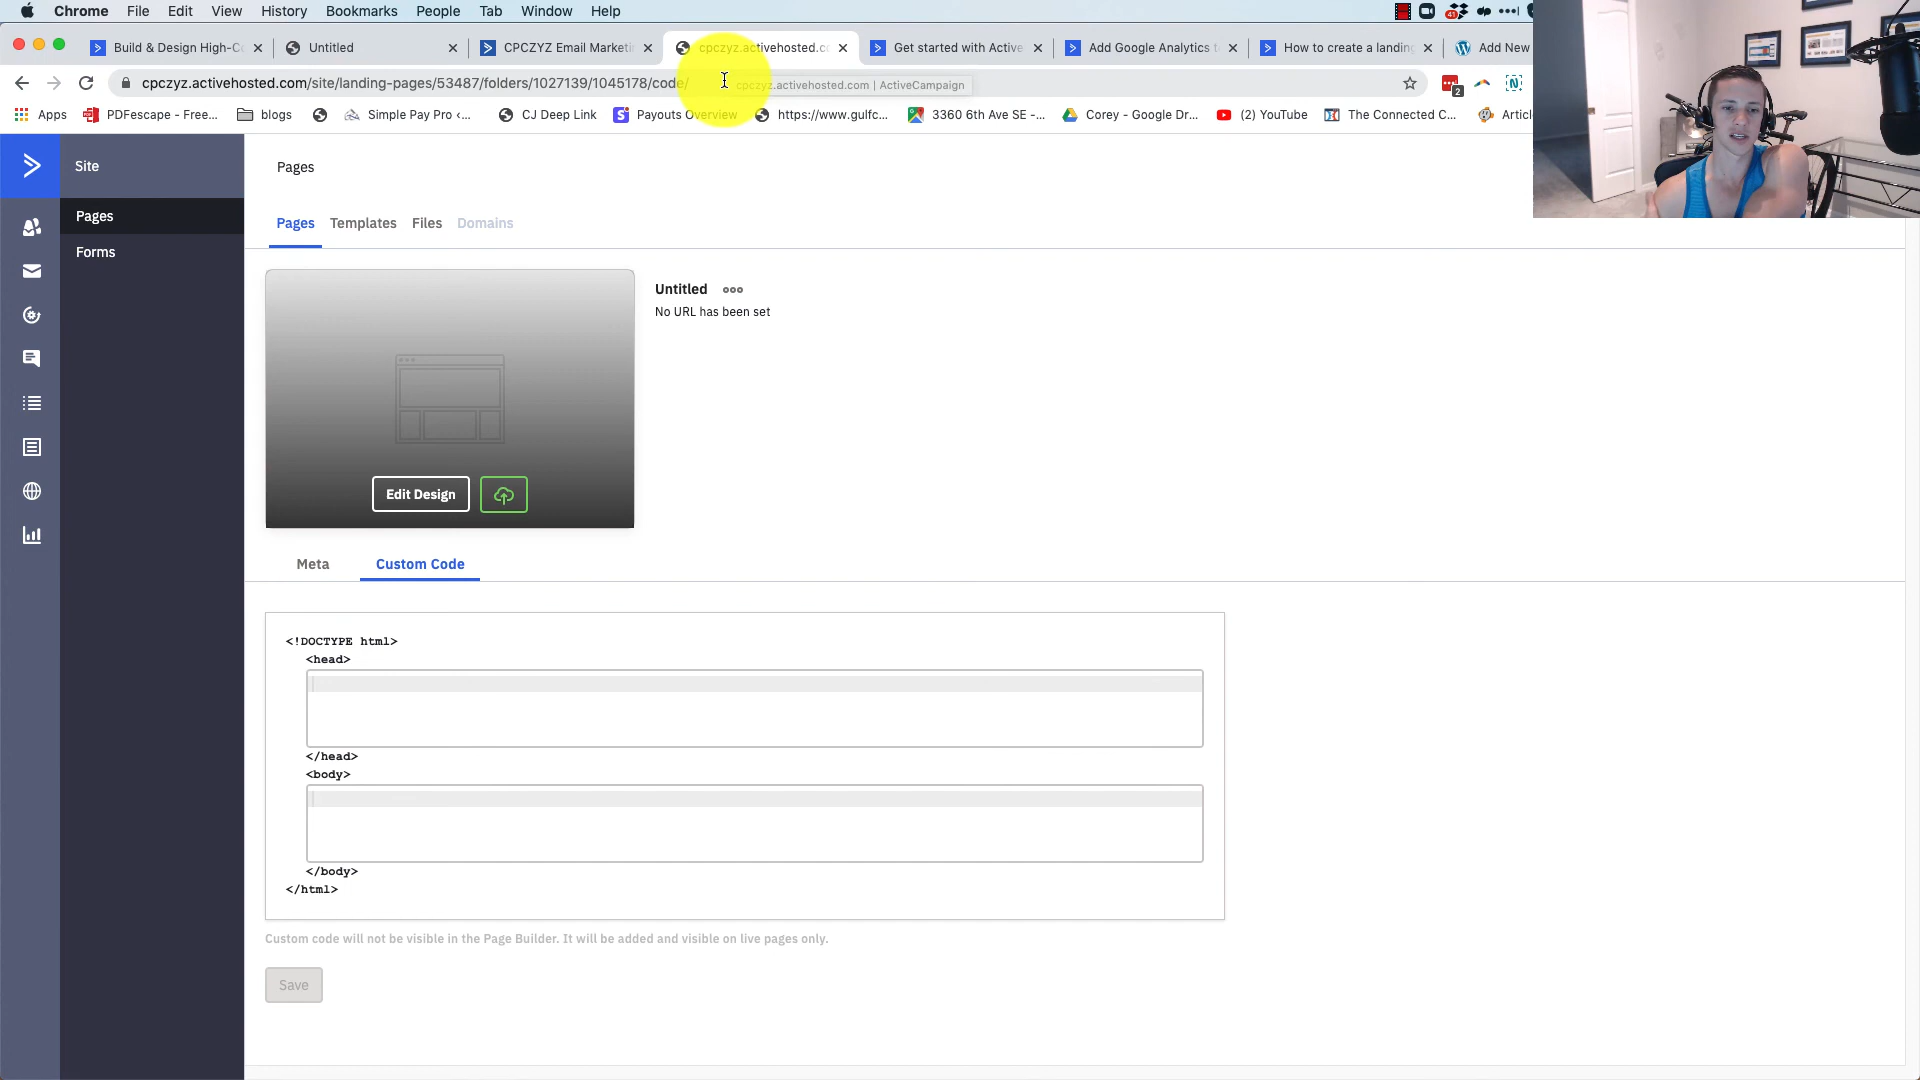 Chrome File Edit View History Bookmarks People Tab Window Help
41
Build & Design High-C
Untitled
CPCZYZ Email Marketin
cpczyz.activehosted.co
Get started with Active
Add Google Analytics t
How to create a landing
Add New
cpczyz.activehosted.com/site/landing-pages/53487/folders/1027139/1045178/code/
cpczyz.activehosted.com | ActiveCampaign
2
Apps
PDFescape - Free...
blogs
Simple Pay Pro <...
CJ Deep Link
Payouts Overview
https://www.gulfc...
3360 6th Ave SE -...
Corey - Google Dr...
(2) YouTube
The Connected C...
Articl
Site
Pages
Forms
Pages
Pages Templates Files Domains
Untitled
No URL has been set
Edit Design
Meta Custom Code
<!DOCTYPE html>
<head>
</head>
<body>
</body>
</html>
Custom code will not be visible in the Page Builder. It will be added and visible on live pages only.
Save